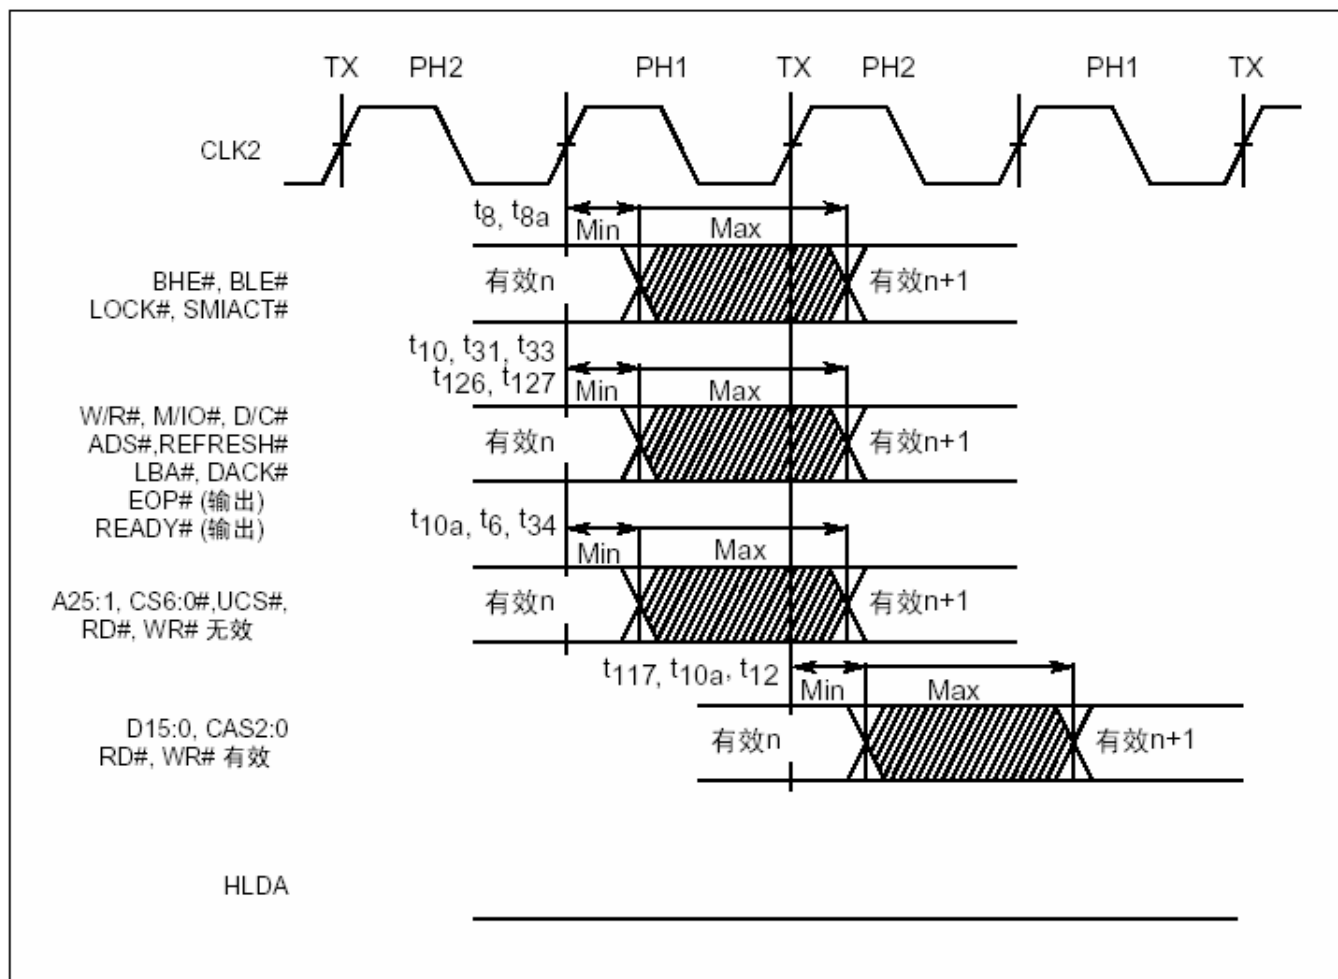 TX PH2 PH1 TX PH2 PH1 TX
CLK2
t8, t8a
Min Max
BHE#, BLE#
LOCK#, SMIACT#
有效n 有效n+1
t10, t31, t33
t126, t127
Min Max
W/R#, M/IO#, D/C#
ADS#,REFRESH#
LBA#, DACK#
EOP# (输出)
READY# (输出)
有效n 有效n+1
t10a, t6, t34
Min Max
A25:1, CS6:0#,UCS#,
RD#, WR# 无效
有效n 有效n+1
t117, t10a, t12
Min Max
D15:0, CAS2:0
RD#, WR# 有效
有效n 有效n+1
HLDA